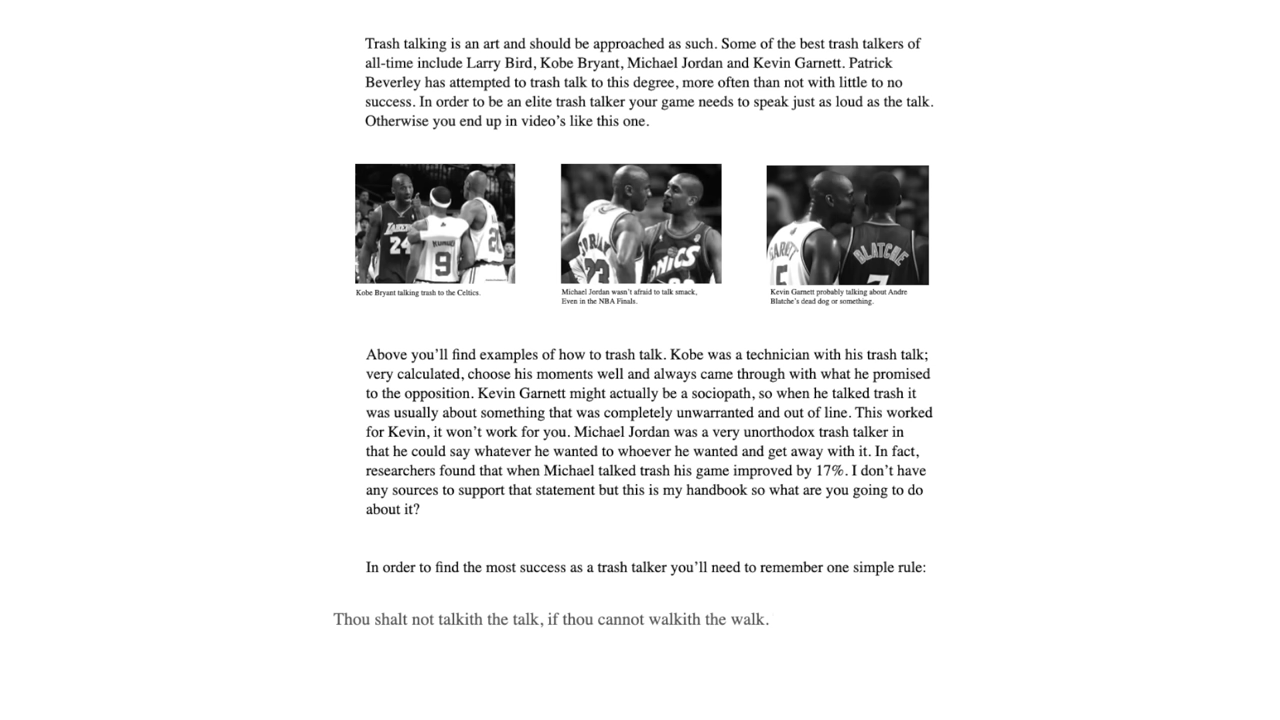 Trash talking is an art and should be approached as such. Some of the best trash talkers of
all-time include Larry Bird, Kobe Bryant, Michael Jordan and Kevin Garnett. Patrick
Beverley has attempted to trash talk to this degree, more often than not with little to no
success. In order to be an elite trash talker your game needs to speak just as loud as the talk.
Otherwise you end up in video's like this one.
24
9
23
ONICS
BLATCHE
Kobe Bryant talking trash to the Celtics.
Michael Jordan wasn't afraid to talk smack,
Even in the NBA Finals.
Kevin Garnett probably talking about Andre
Blatche's dead dog or something.
Above you'll find examples of how to trash talk. Kobe was a technician with his trash talk;
very calculated, choose his moments well and always came through with what he promised
to the opposition. Kevin Garnett might actually be a sociopath, so when he talked trash it
was usually about something that was completely unwarranted and out of line. This worked
for Kevin, it won't work for you. Michael Jordan was a very unorthodox trash talker in
that he could say whatever he wanted to whoever he wanted and get away with it. In fact,
researchers found that when Michael talked trash his game improved by 17%. I don't have
any sources to support that statement but this is my handbook so what are you going to do
about it?
In order to find the most success as a trash talker you'll need to remember one simple rule:
Thou shalt not talkith the talk, if thou cannot walkith the walk.